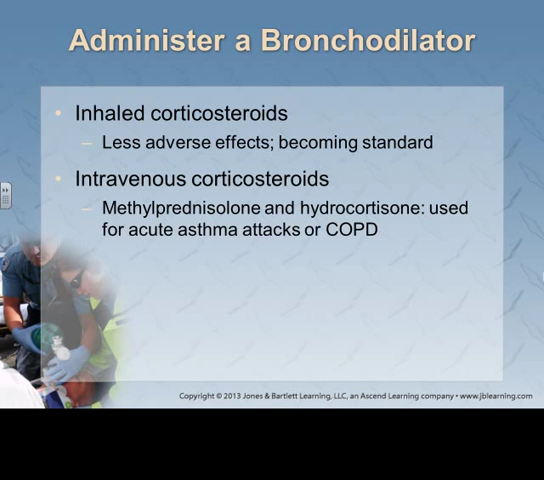 Administer a Bronchodilator
• Inhaled corticosteroids
– Less adverse effects; becoming standard
• Intravenous corticosteroids
– Methylprednisolone and hydrocortisone: used
for acute asthma attacks or COPD
Copyright © 2013 Jones & Bartlett Learning, LLC, an Ascend Learning company • www.jblearning.com